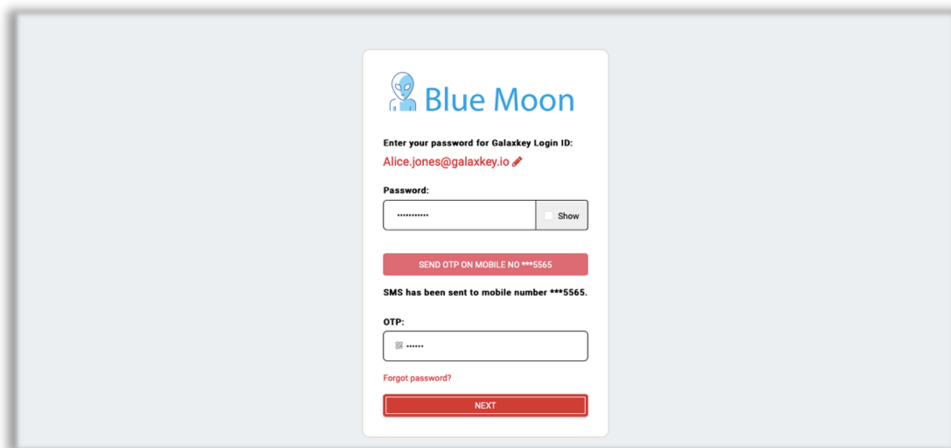 Blue Moon
Enter your password for Galaxkey Login ID:
Alice.jones@galaxkey.io
Password:
••••••••••• Show
SEND OTP ON MOBILE NO ***5565
SMS has been sent to mobile number ***5565.
OTP:
••••••
Forgot password?
NEXT